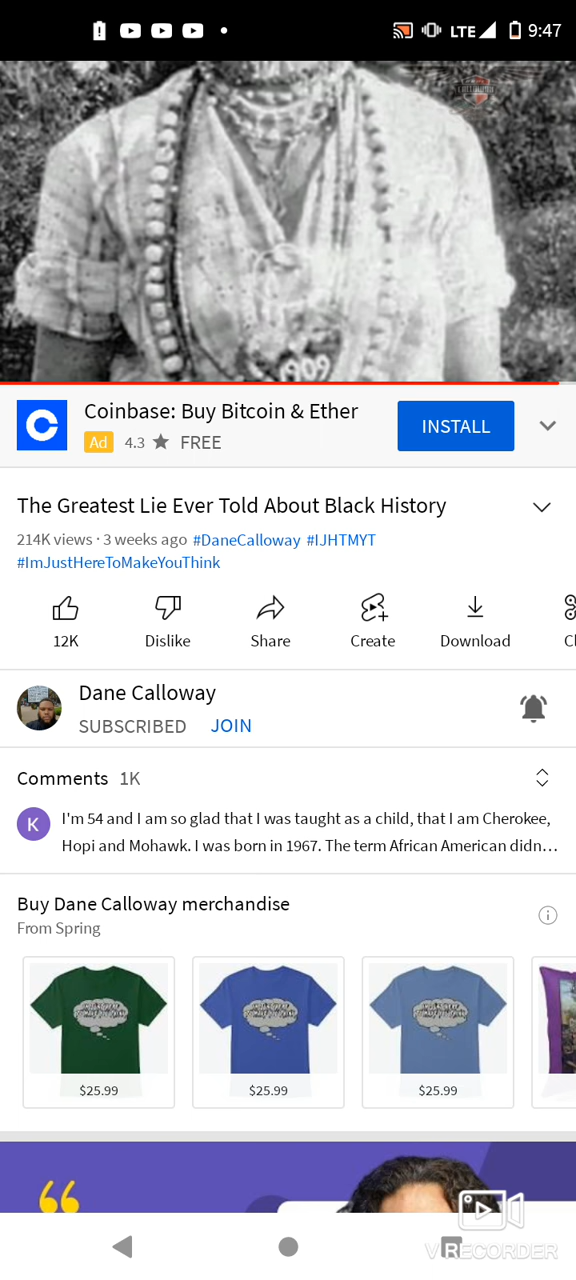 LTE 9:47
1909
Coinbase: Buy Bitcoin & Ether
Ad 4.3 ★ FREE
INSTALL
The Greatest Lie Ever Told About Black History
214K views · 3 weeks ago #DaneCalloway #IJHTMYT
#ImJustHereToMakeYouThink
12K Dislike Share Create Download Cl
Dane Calloway
SUBSCRIBED JOIN
Comments 1K
K
I'm 54 and I am so glad that I was taught as a child, that I am Cherokee,
Hopi and Mohawk. I was born in 1967. The term African American didn…
Buy Dane Calloway merchandise
From Spring
$25.99 $25.99 $25.99
VRECORDER